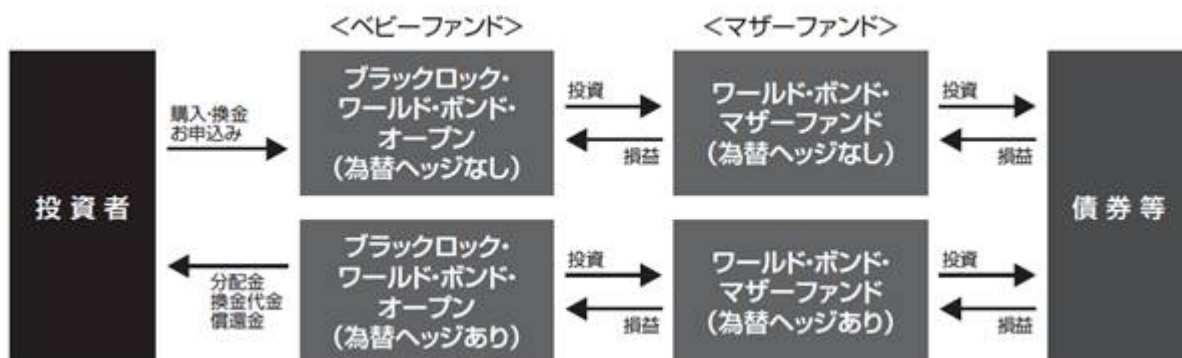 <ベビーファンド>
<マザーファンド>
投資者
購入・換金
お申込み
ブラックロック・
ワールド・ボンド・
オープン
(為替ヘッジなし)
投資
損益
ワールド・ボンド・
マザーファンド
(為替ヘッジなし)
投資
損益
債券等
分配金
換金代金
償還金
ブラックロック・
ワールド・ボンド・
オープン
(為替ヘッジあり)
投資
損益
ワールド・ボンド・
マザーファンド
(為替ヘッジあり)
投資
損益